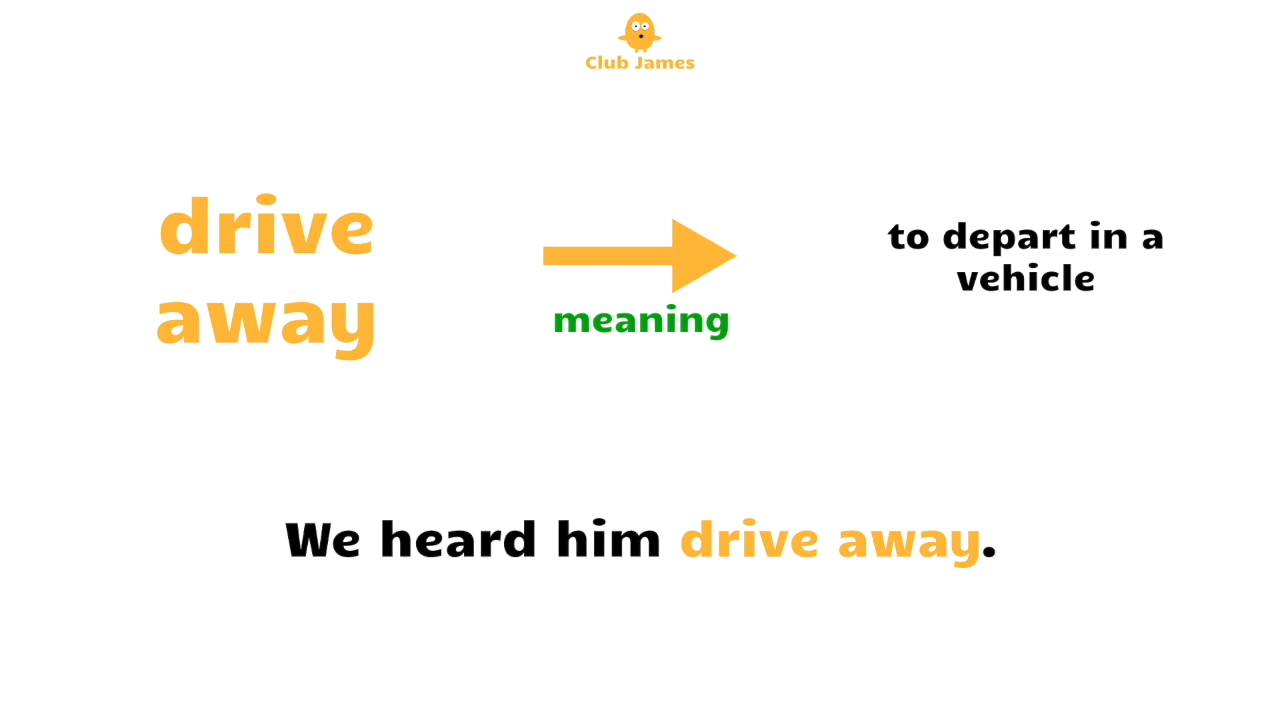 Club James
drive
away
meaning
to depart in a
vehicle
We heard him drive away.